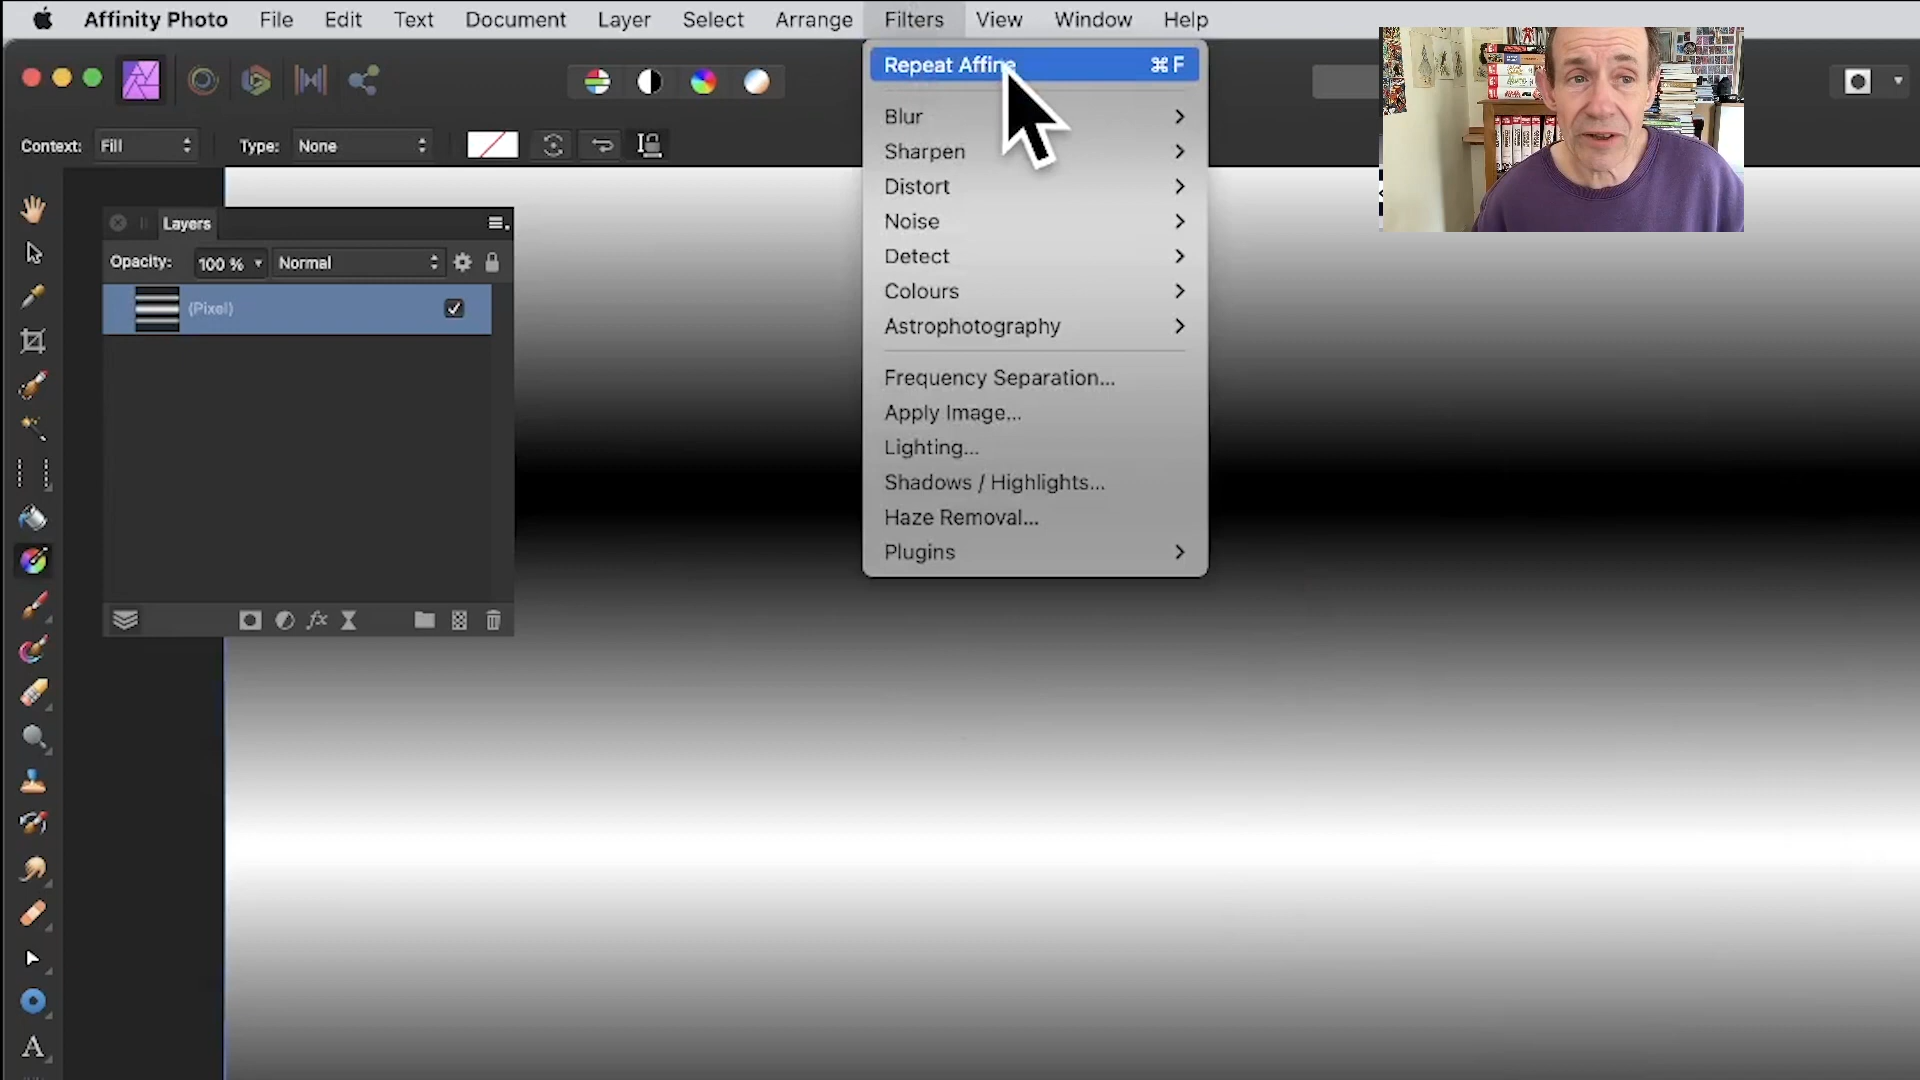 Affinity Photo File Edit Text Document Layer Select Arrange Filters View Window Help
Context: Fill Type: None
Repeat Affine ⌘F
Blur
Sharpen
Distort
Noise
Detect
Colours
Astrophotography
Frequency Separation...
Apply Image...
Lighting...
Shadows / Highlights...
Haze Removal...
Plugins
Layers
Opacity: 100 % Normal
(Pixel)
fx
A